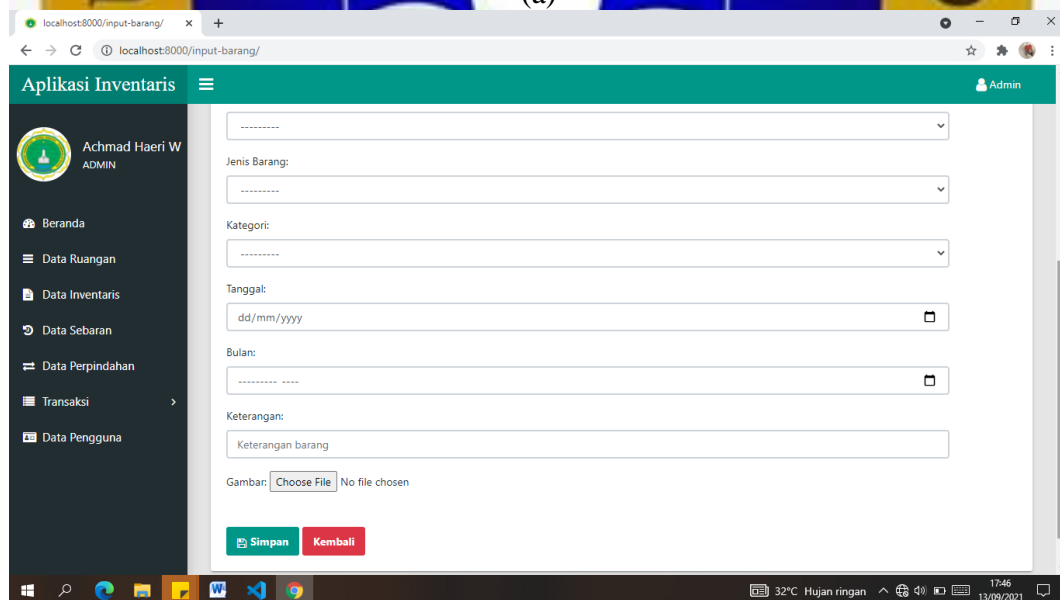 (a)
localhost:8000/input-barang/
localhost:8000/input-barang/
Aplikasi Inventaris
Admin
Achmad Haeri W
ADMIN
Beranda
Data Ruangan
Data Inventaris
Data Sebaran
Data Perpindahan
Transaksi
Data Pengguna
---------
Jenis Barang:
---------
Kategori:
---------
Tanggal:
dd/mm/yyyy
Bulan:
--------- ----
Keterangan:
Keterangan barang
Gambar: Choose File No file chosen
Simpan Kembali
32°C Hujan ringan
17:46
13/09/2021